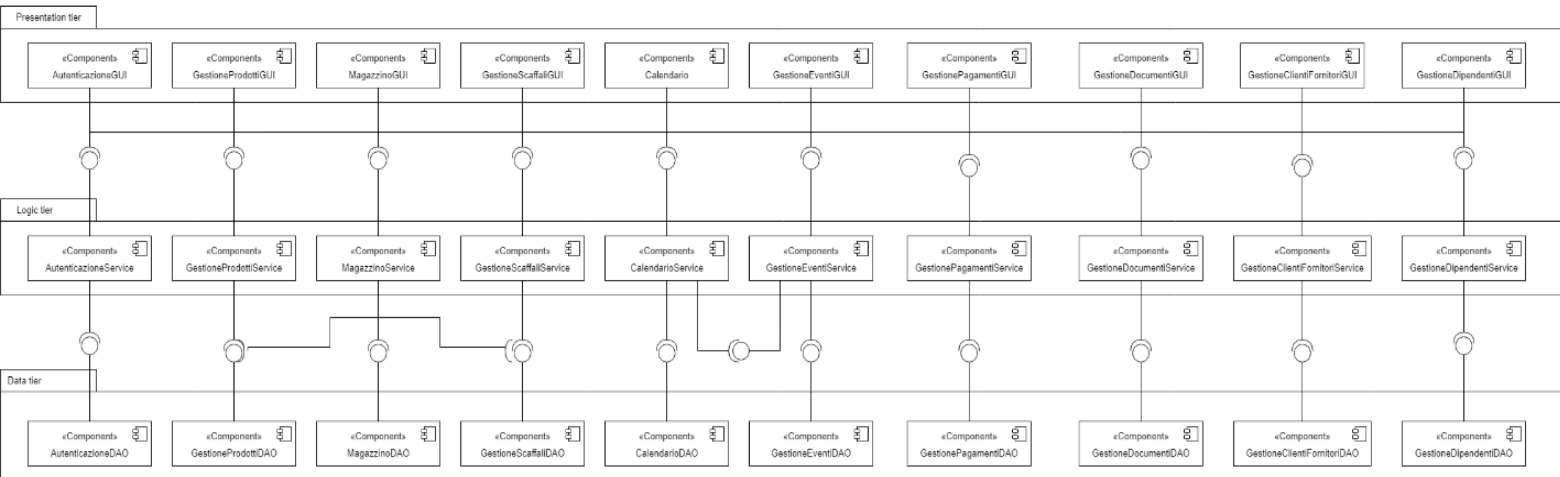 Presentation tier
«Component»
AutenticazioneGUI
«Component»
GestioneProdottiGUI
«Component»
MagazzinoGUI
«Component»
GestioneScaffaliGUI
«Component»
Calendario
«Component»
GestioneEventiGUI
«Component»
GestionePagamentiGUI
«Component»
GestioneDocumentiGUI
«Component»
GestioneClientiFornitoriGUI
«Component»
GestioneDipendentiGUI
Logic tier
«Component»
AutenticazioneService
«Component»
GestioneProdottiService
«Component»
MagazzinoService
«Component»
GestioneScaffaliService
«Component»
CalendarioService
«Component»
GestioneEventiService
«Component»
GestionePagamentiService
«Component»
GestioneDocumentiService
«Component»
GestioneClientiFornitoriService
«Component»
GestioneDipendentiService
Data tier
«Component»
AutenticazioneDAO
«Component»
GestioneProdottiDAO
«Component»
MagazzinoDAO
«Component»
GestioneScaffaliDAO
«Component»
CalendarioDAO
«Component»
GestioneEventiDAO
«Component»
GestionePagamentiDAO
«Component»
GestioneDocumentiDAO
«Component»
GestioneClientiFornitoriDAO
«Component»
GestioneDipendentiDAO